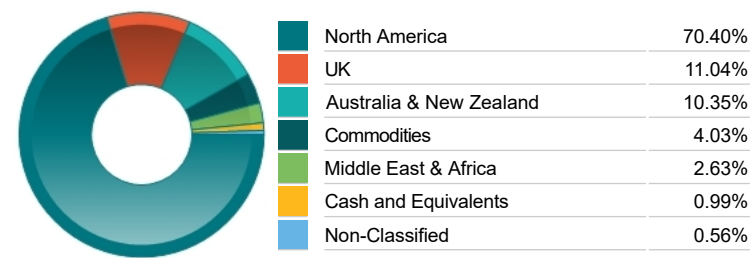 North America 70.40%
UK 11.04%
Australia & New Zealand 10.35%
Commodities 4.03%
Middle East & Africa 2.63%
Cash and Equivalents 0.99%
Non-Classified 0.56%